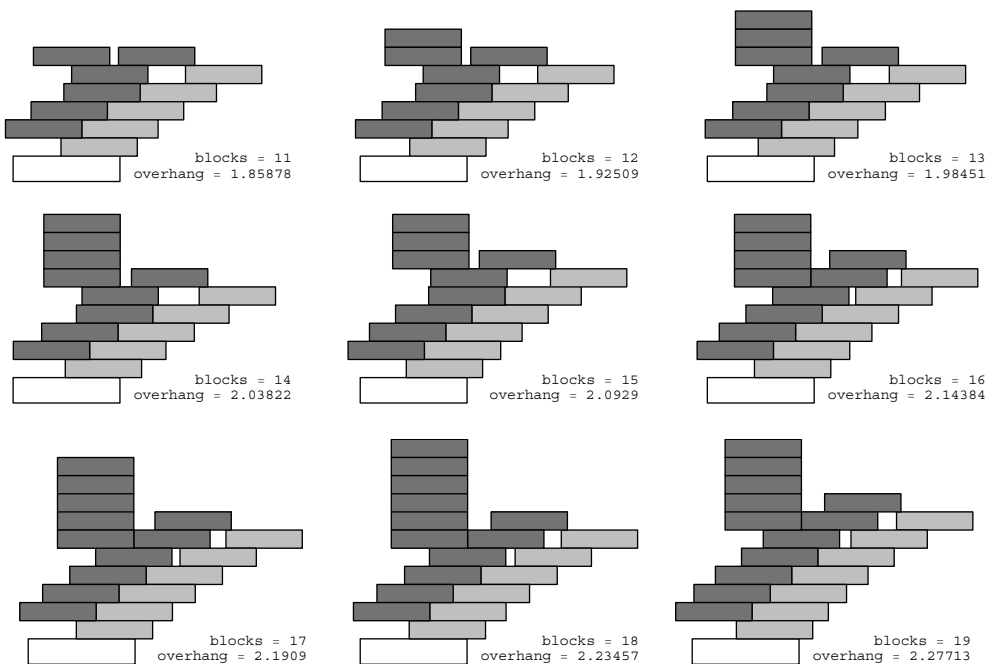 blocks = 11
overhang = 1.85878
blocks = 12
overhang = 1.92509
blocks = 13
overhang = 1.98451
blocks = 14
overhang = 2.03822
blocks = 15
overhang = 2.0929
blocks = 16
overhang = 2.14384
blocks = 17
overhang = 2.1909
blocks = 18
overhang = 2.23457
blocks = 19
overhang = 2.27713